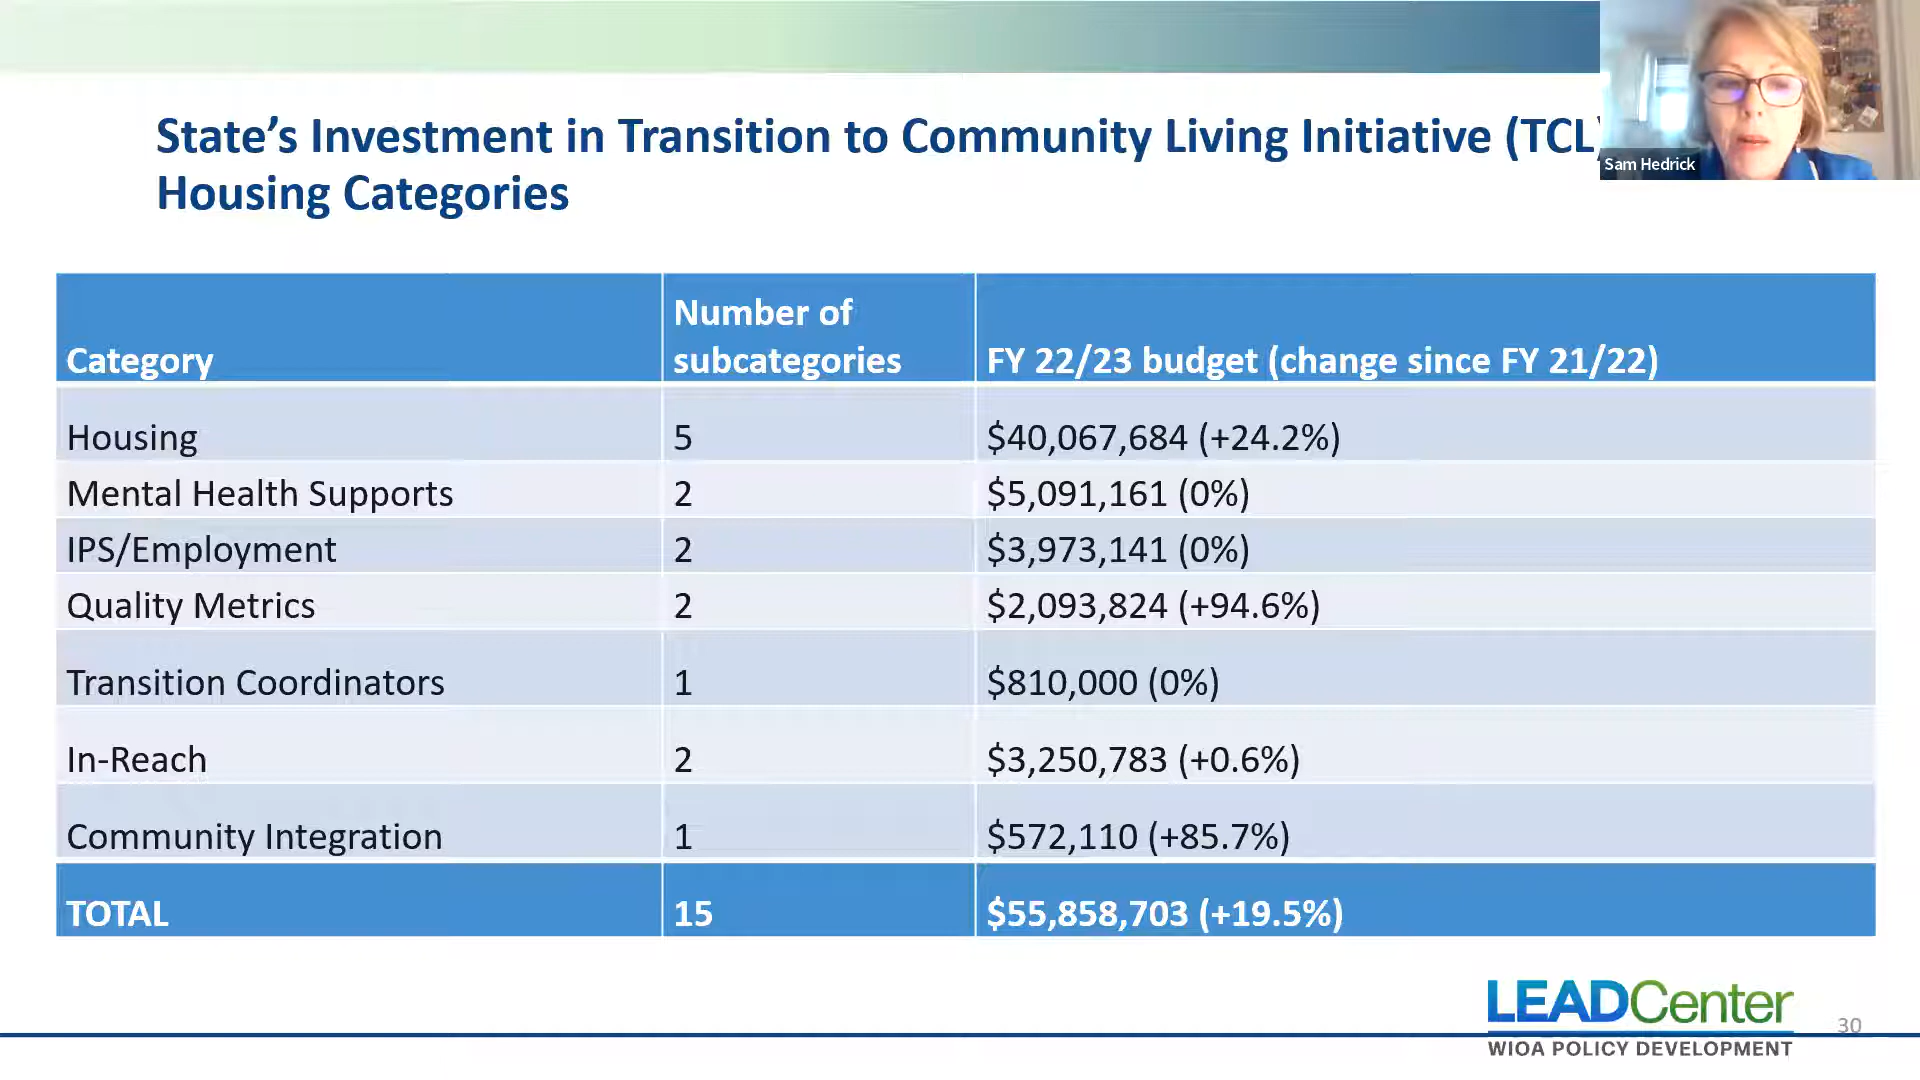 State’s Investment in Transition to Community Living Initiative (TCL)
Housing Categories
Sam Hedrick
Category
Number of
subcategories
FY 22/23 budget (change since FY 21/22)
Housing 5 $40,067,684 (+24.2%)
Mental Health Supports 2 $5,091,161 (0%)
IPS/Employment 2 $3,973,141 (0%)
Quality Metrics 2 $2,093,824 (+94.6%)
Transition Coordinators 1 $810,000 (0%)
In-Reach 2 $3,250,783 (+0.6%)
Community Integration 1 $572,110 (+85.7%)
TOTAL 15 $55,858,703 (+19.5%)
LEADCenter
WIOA POLICY DEVELOPMENT
30